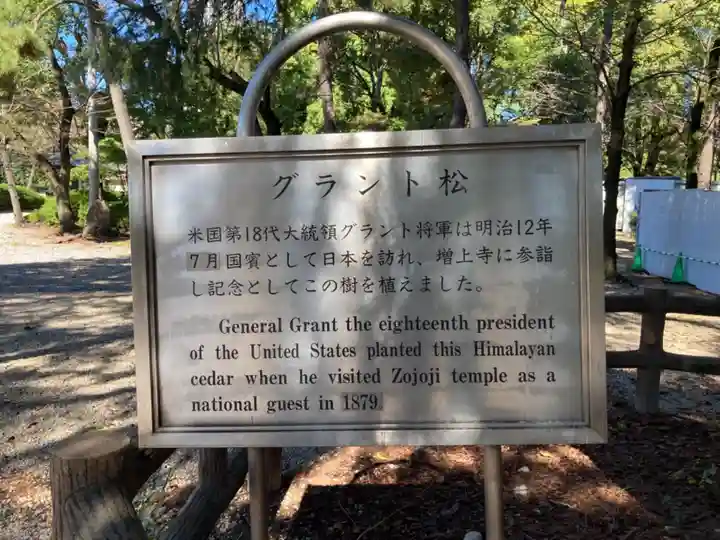 グラント松
米国第18代大統領グラント将軍は明治12年
7月国賓として日本を訪れ、増上寺に参詣
し記念としてこの樹を植えました。
General Grant the eighteenth president
of the United States planted this Himalayan
cedar when he visited Zojoji temple as a
national guest in 1879.